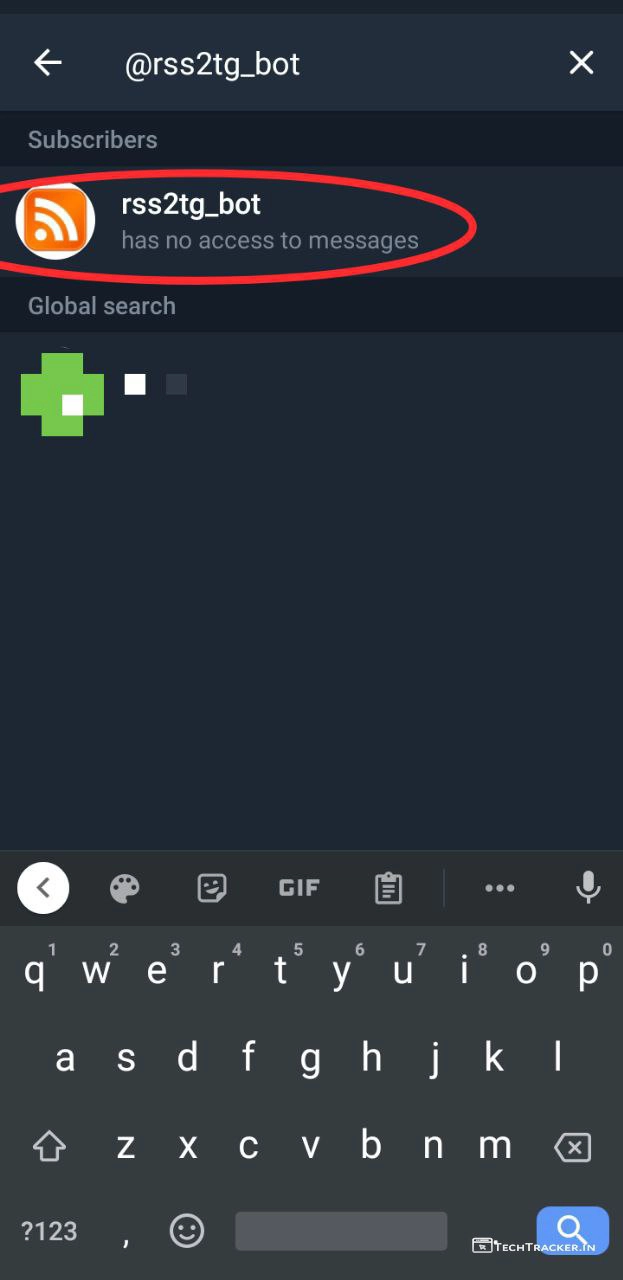 @rss2tg_bot
Subscribers
rss2tg_bot
has no access to messages
Global search
GIF
1 2 3 4 5 6 7 8 9 0
q w e r t y u i o p
a s d f g h j k l
z x c v b n m
?123 ,
TECHTRACKER.IN